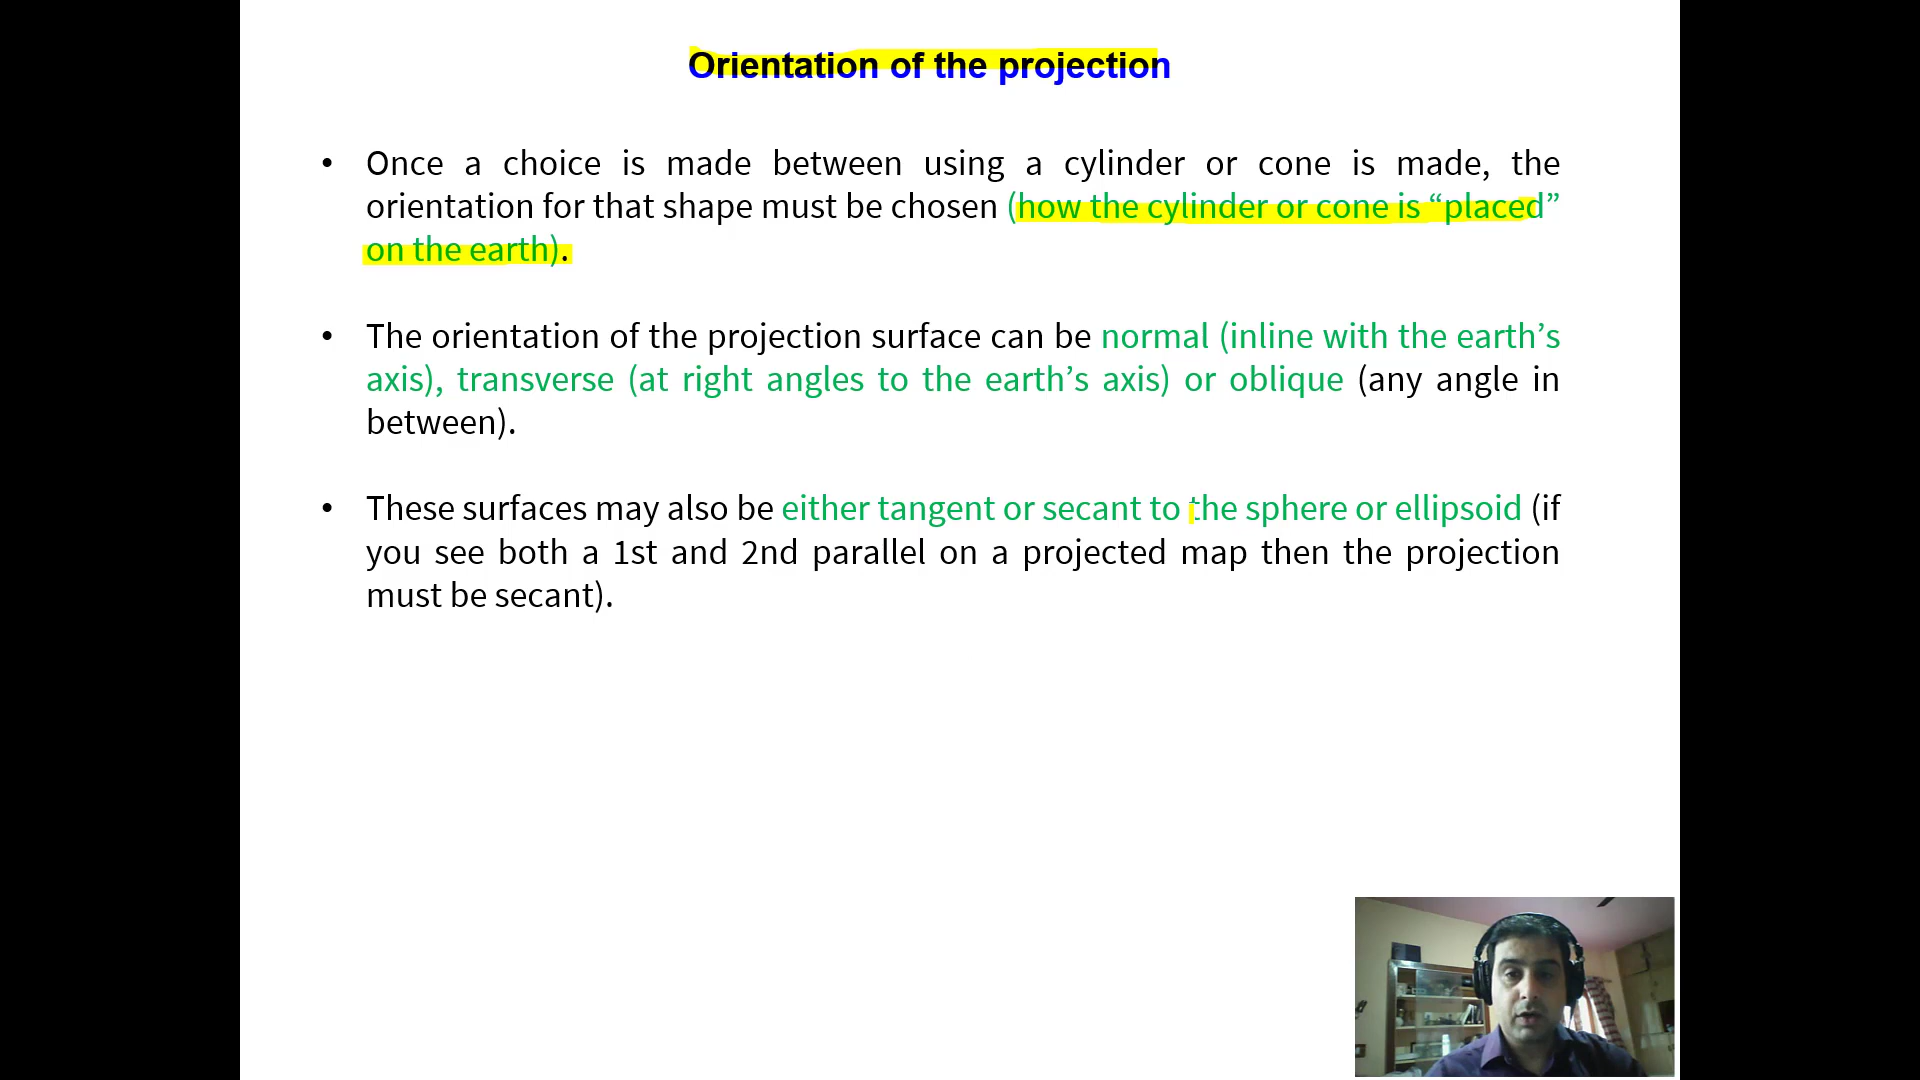 Orientation of the projection
• Once a choice is made between using a cylinder or cone is made, the
orientation for that shape must be chosen (how the cylinder or cone is “placed”
on the earth).
• The orientation of the projection surface can be normal (inline with the earth’s
axis), transverse (at right angles to the earth’s axis) or oblique (any angle in
between).
• These surfaces may also be either tangent or secant to the sphere or ellipsoid (if
you see both a 1st and 2nd parallel on a projected map then the projection
must be secant).